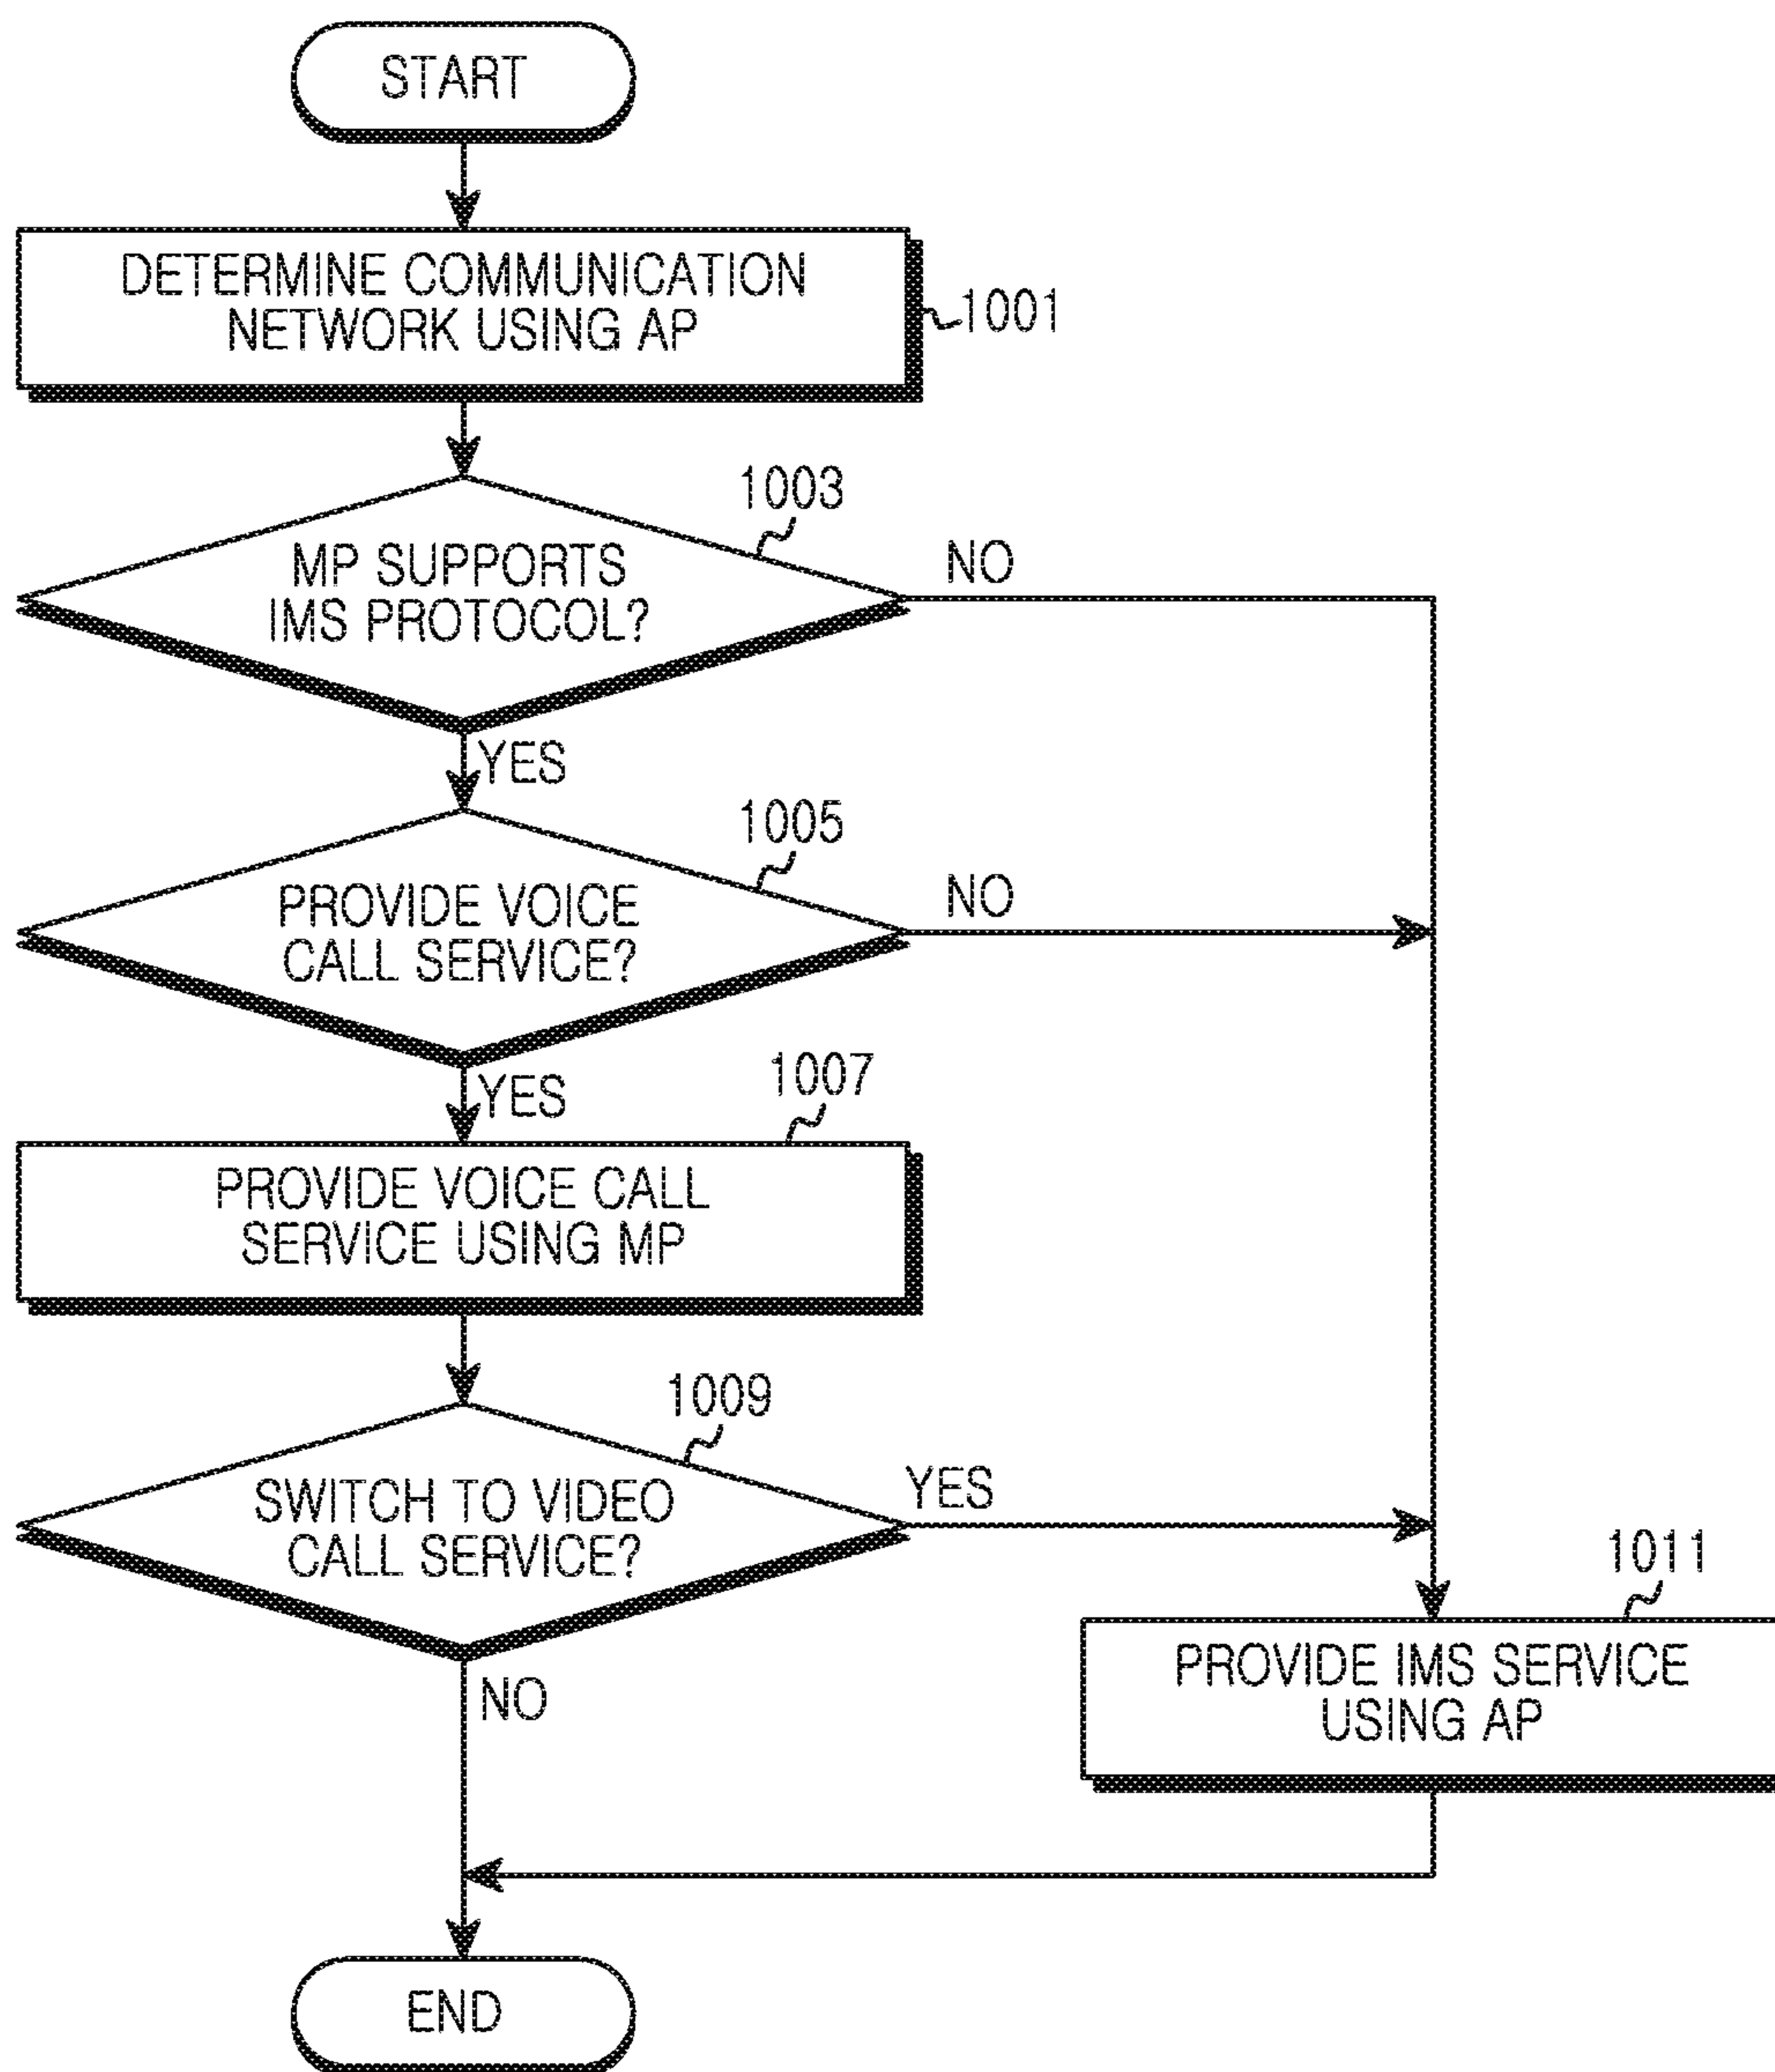 START
DETERMINE COMMUNICATION
NETWORK USING AP
1001
1003
MP SUPPORTS
IMS PROTOCOL?
NO
YES
1005
PROVIDE VOICE
CALL SERVICE?
NO
YES
1007
PROVIDE VOICE CALL
SERVICE USING MP
1009
SWITCH TO VIDEO
CALL SERVICE?
YES
NO
1011
PROVIDE IMS SERVICE
USING AP
END